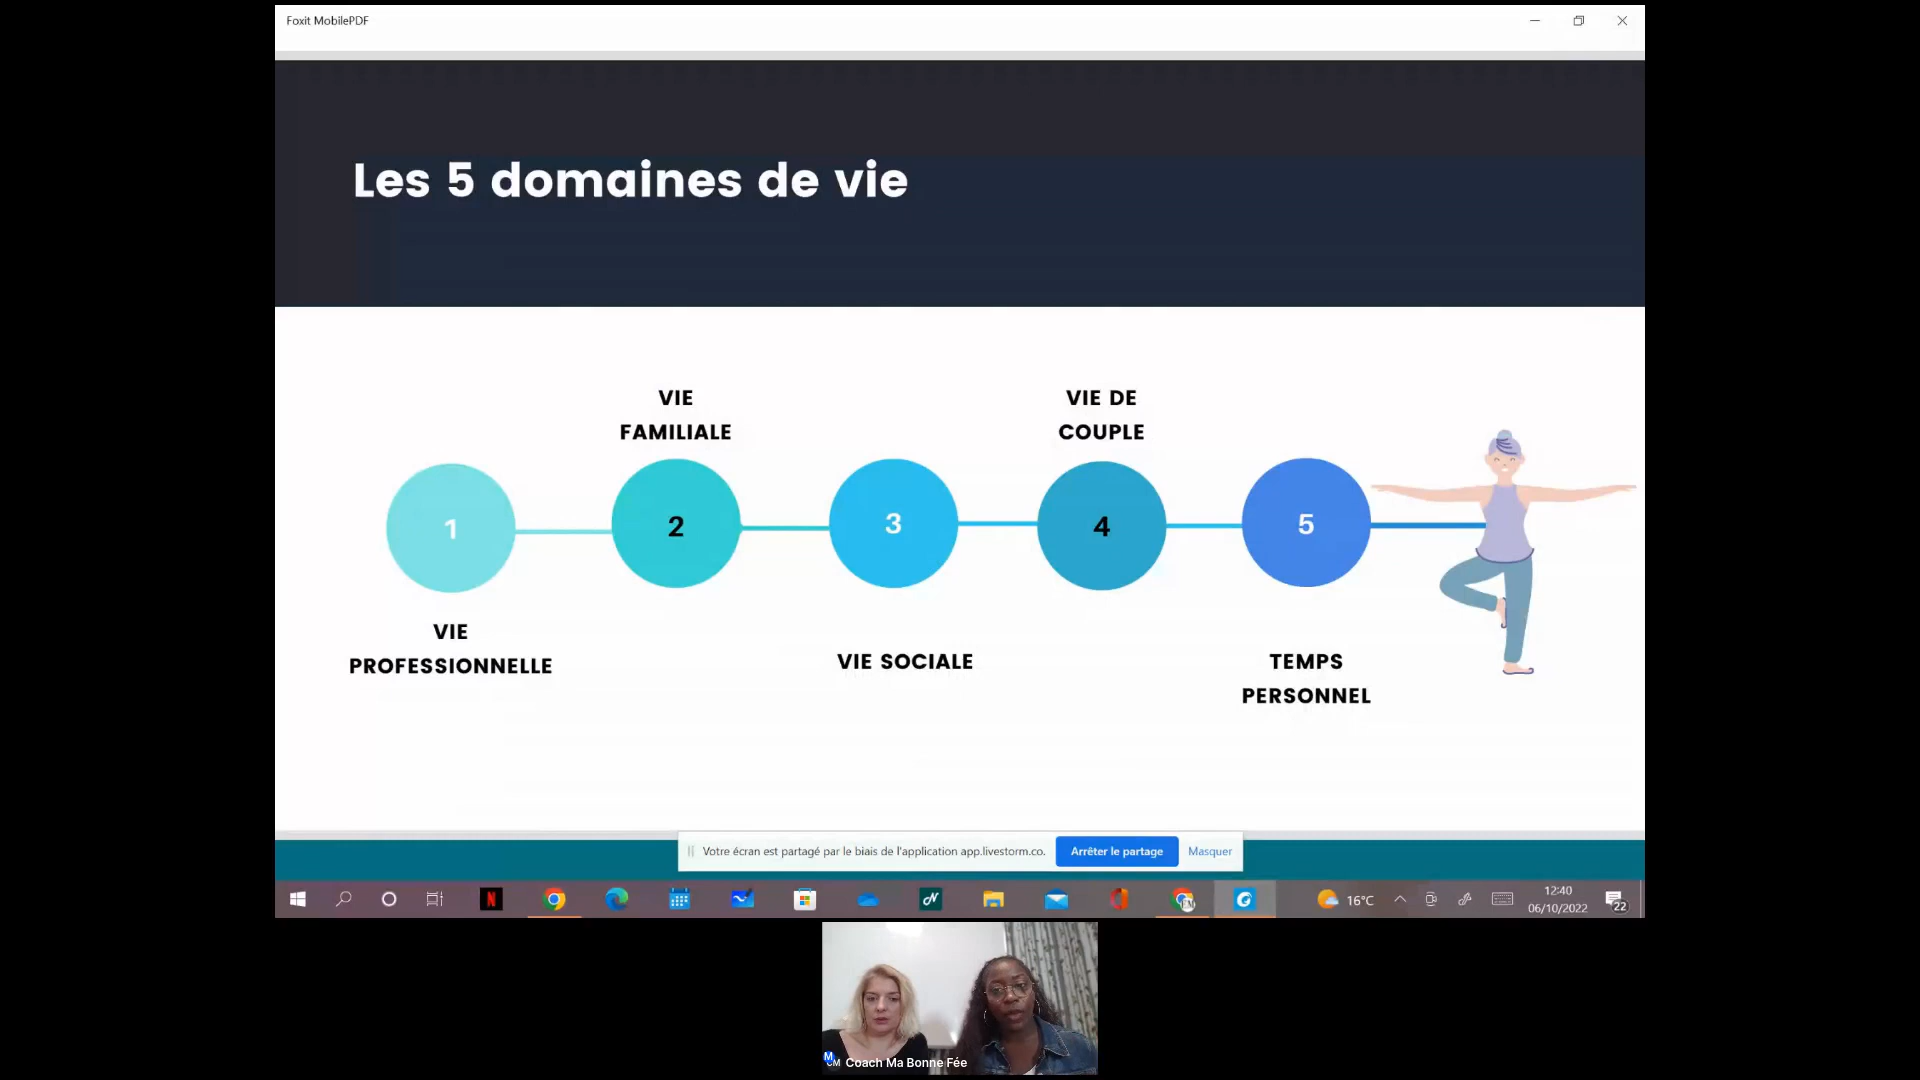 Foxit MobilePDF
Les 5 domaines de vie
VIE
FAMILIALE
VIE DE
COUPLE
1
2
3
4
5
VIE
PROFESSIONNELLE
VIE SOCIALE
TEMPS
PERSONNEL
Votre écran est partagé par le biais de l'application app.livestorm.co.
Arrêter le partage
Masquer
N
16°C
12:40
06/10/2022
22
M
CM Coach Ma Bonne Fée